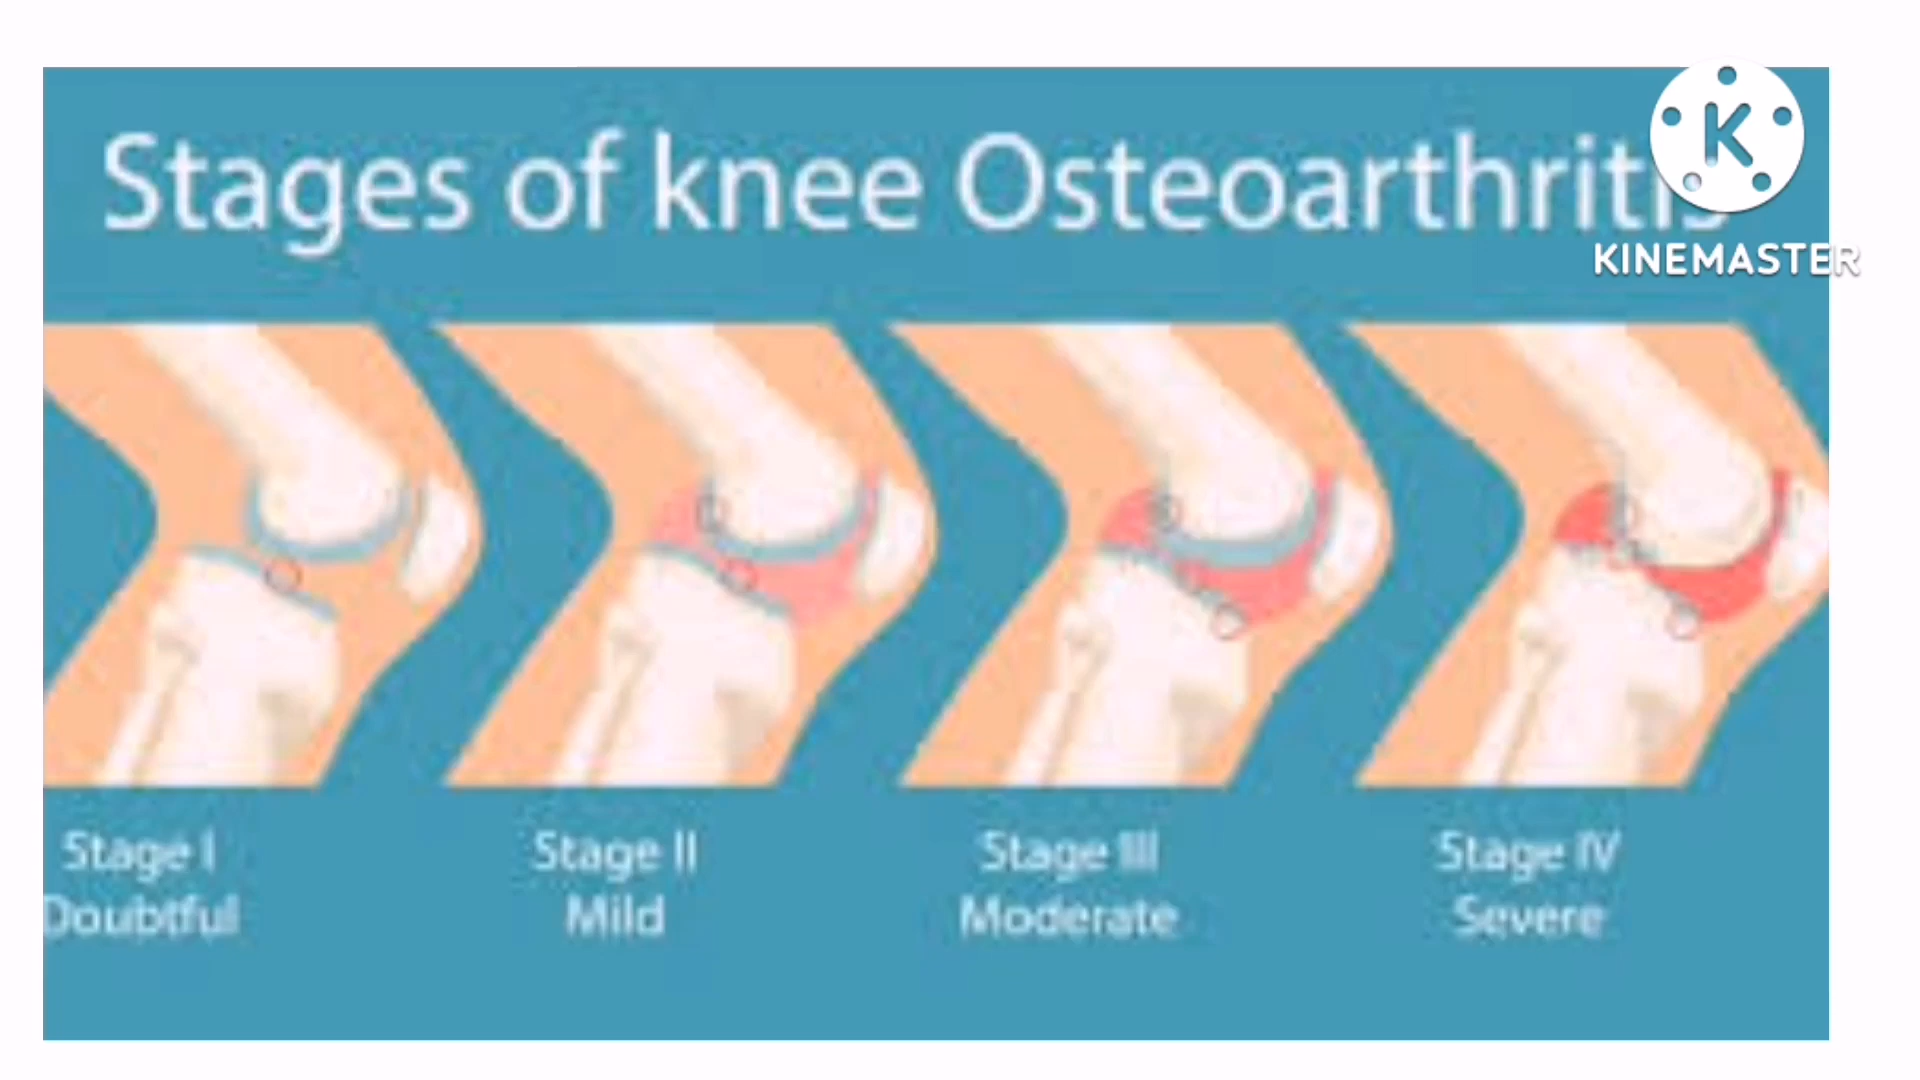 Stages of knee Osteoarthritis
K
KINEMASTER
Stage I
Doubtful
Stage II
Mild
Stage III
Moderate
Stage IV
Severe